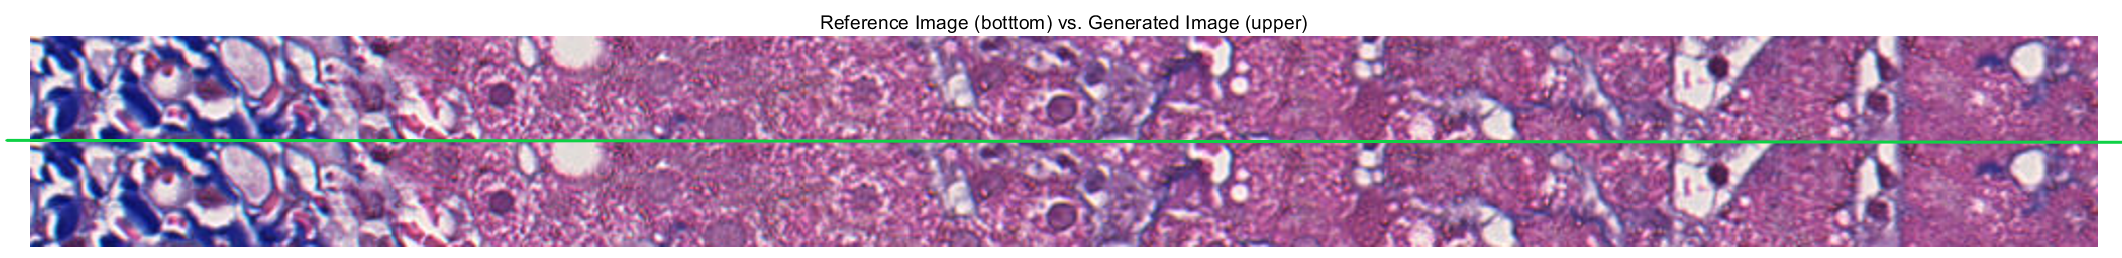 Reference Image (botttom) vs. Generated Image (upper)